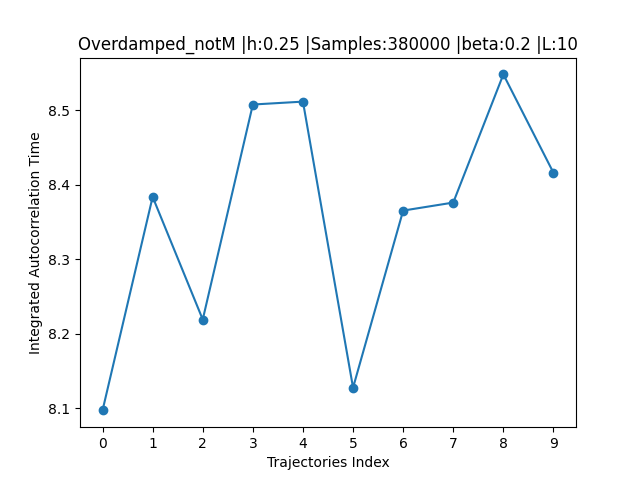 Overdamped_notM |h:0.25 |Samples:380000 |beta:0.2 |L:10
Integrated Autocorrelation Time
8.5
8.4
8.3
8.2
8.1
0 1 2 3 4 5 6 7 8 9
Trajectories Index